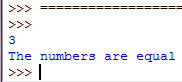 >>> ==================
>>>
3
The numbers are equal
>>>